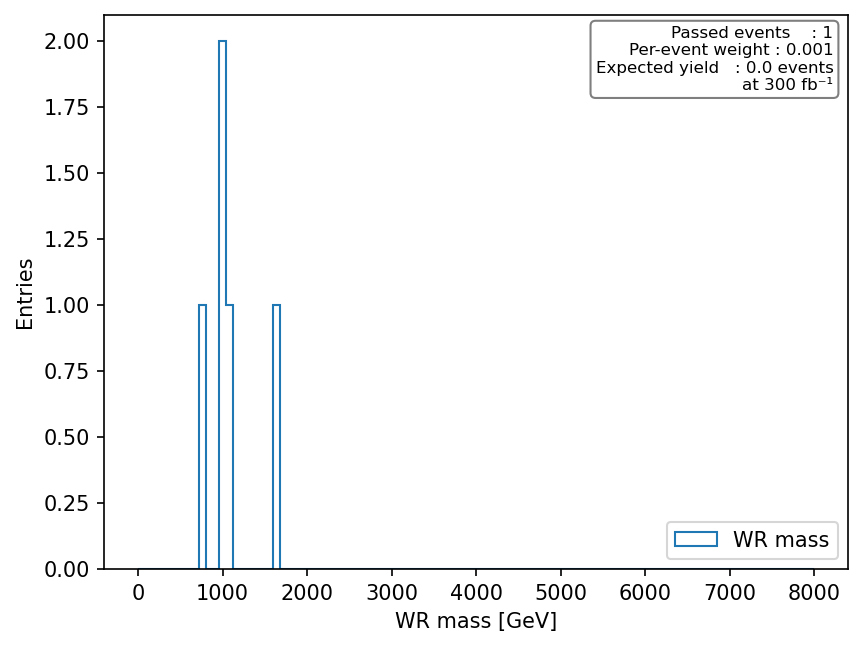 Passed events : 1
Per-event weight : 0.001
Expected yield : 0.0 events
at 300 fb⁻¹
2.00
1.75
1.50
1.25
1.00
0.75
0.50
0.25
0.00
Entries
WR mass
0 1000 2000 3000 4000 5000 6000 7000 8000
WR mass [GeV]